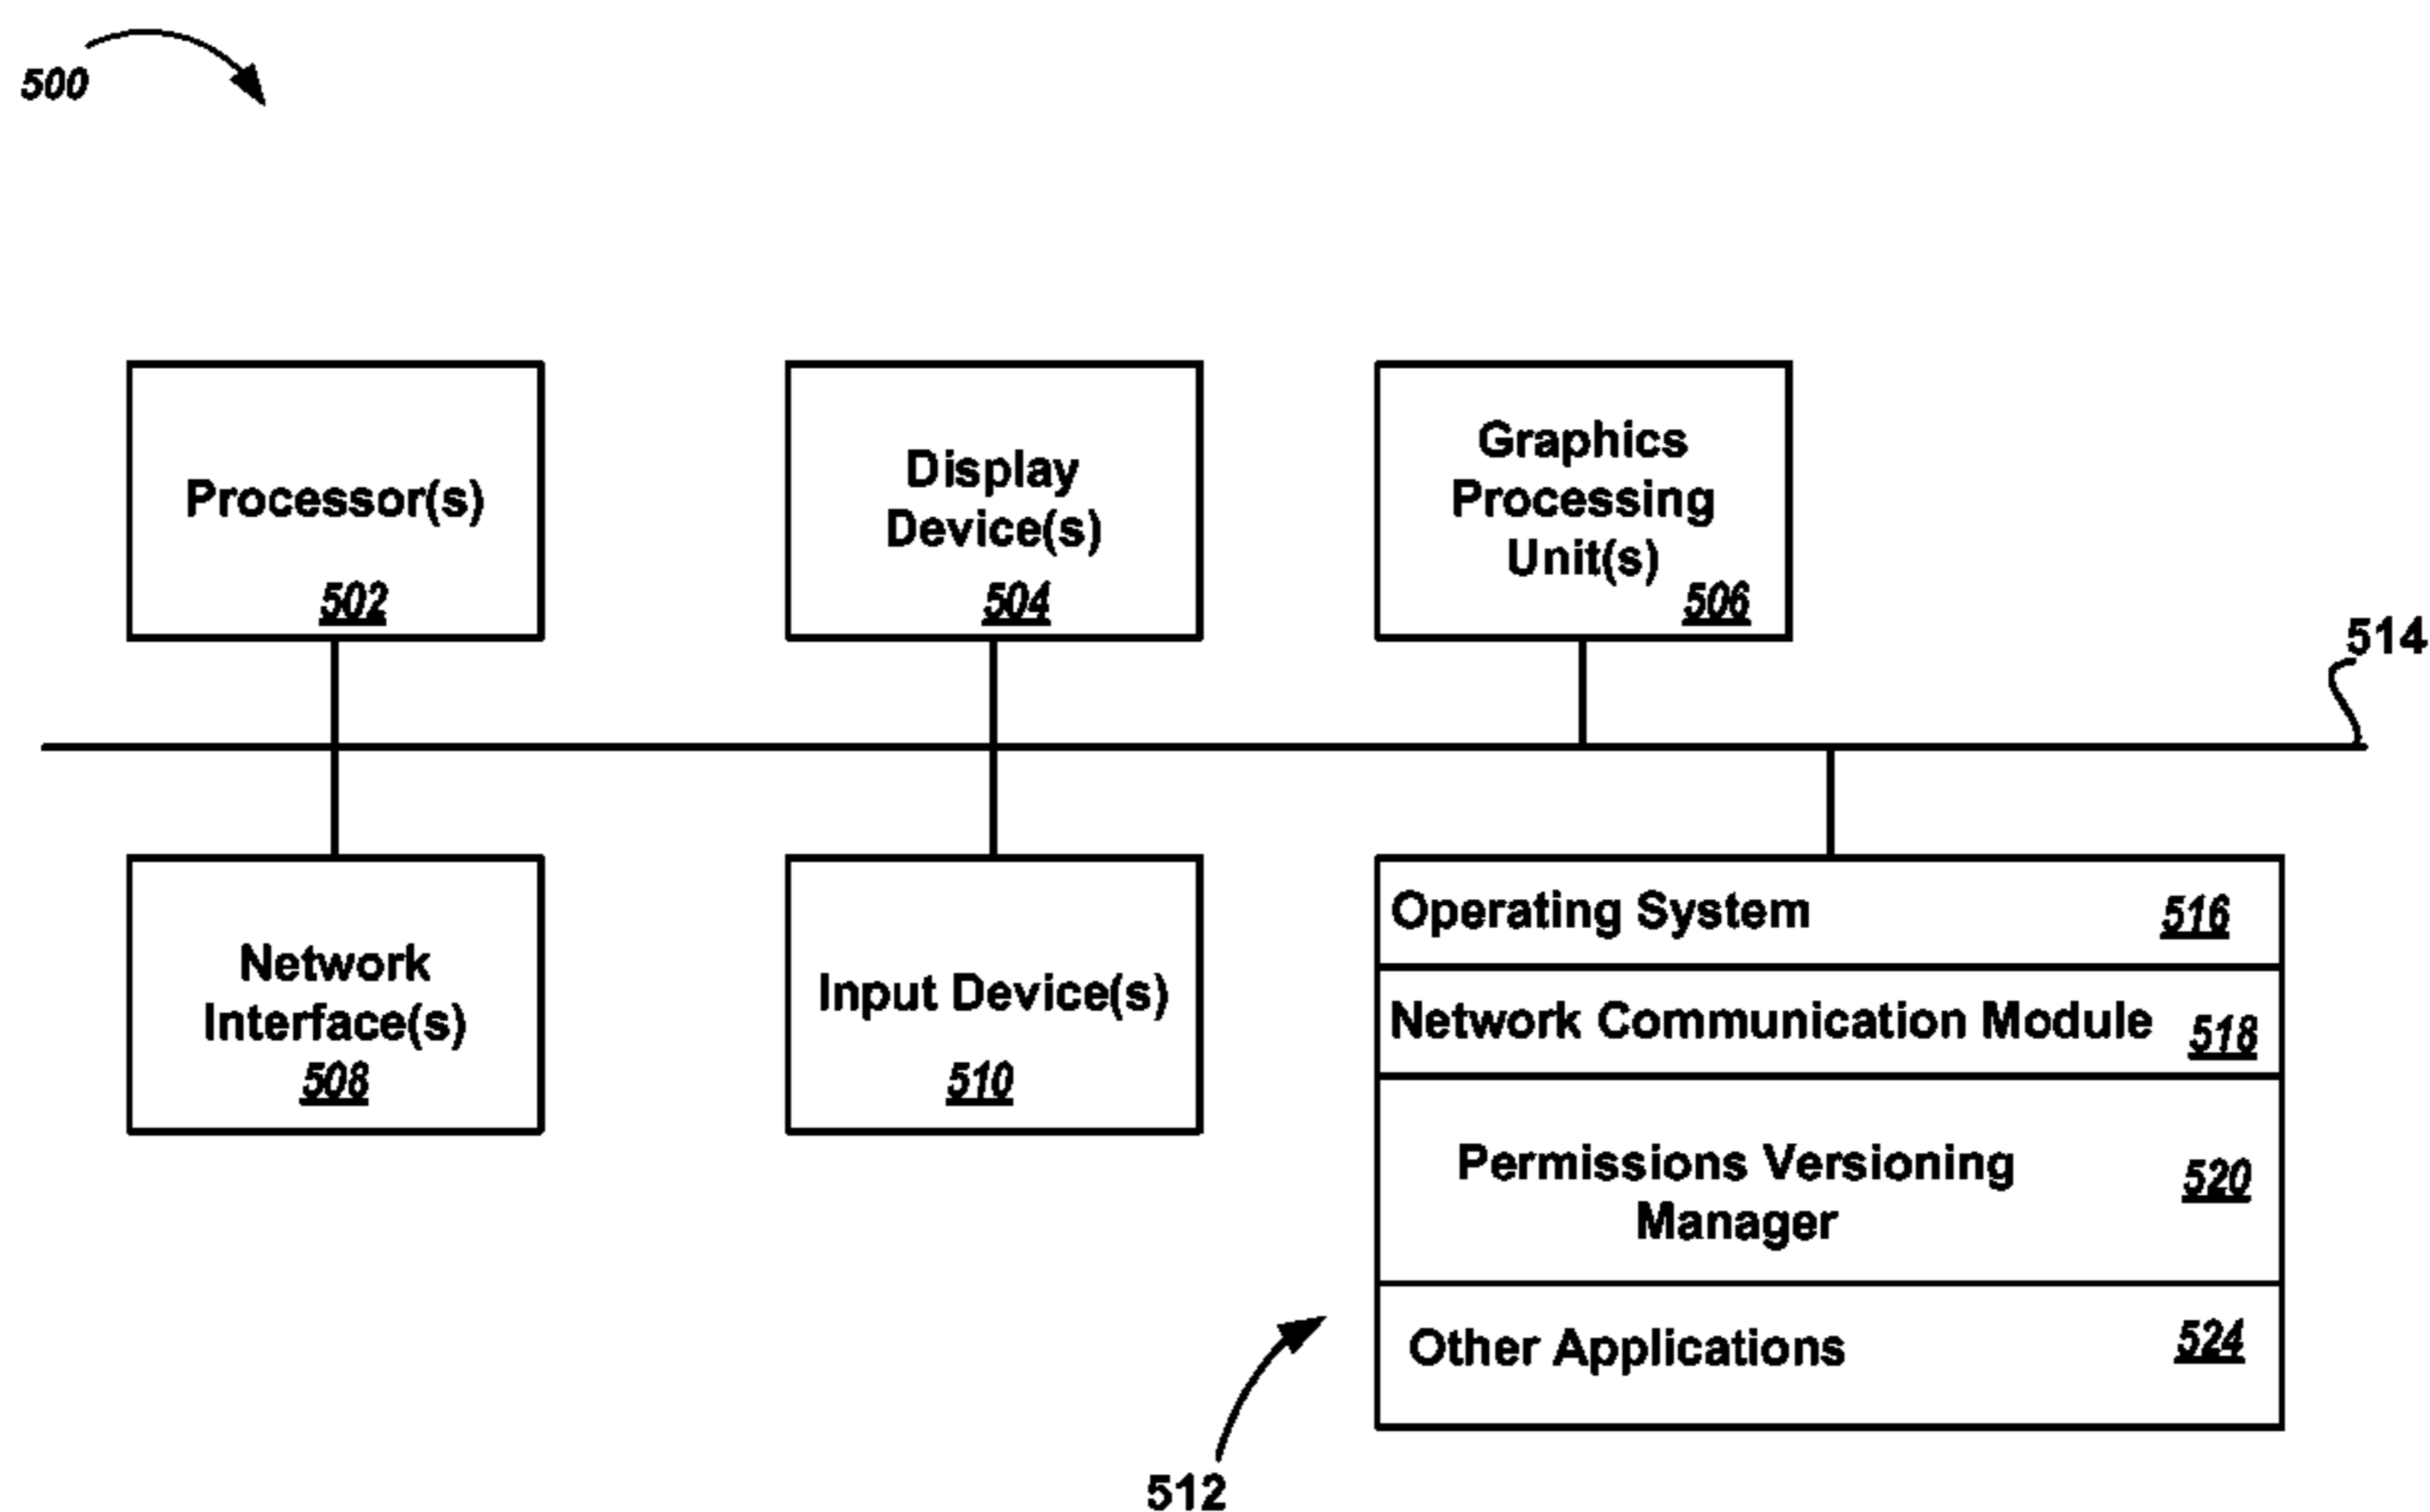 500
Processor(s)
502
Display
Device(s)
504
Graphics
Processing
Unit(s)
506
514
Network
Interface(s)
508
Input Device(s)
510
Operating System 516
Network Communication Module 518
Permissions Versioning
Manager
520
Other Applications 524
512